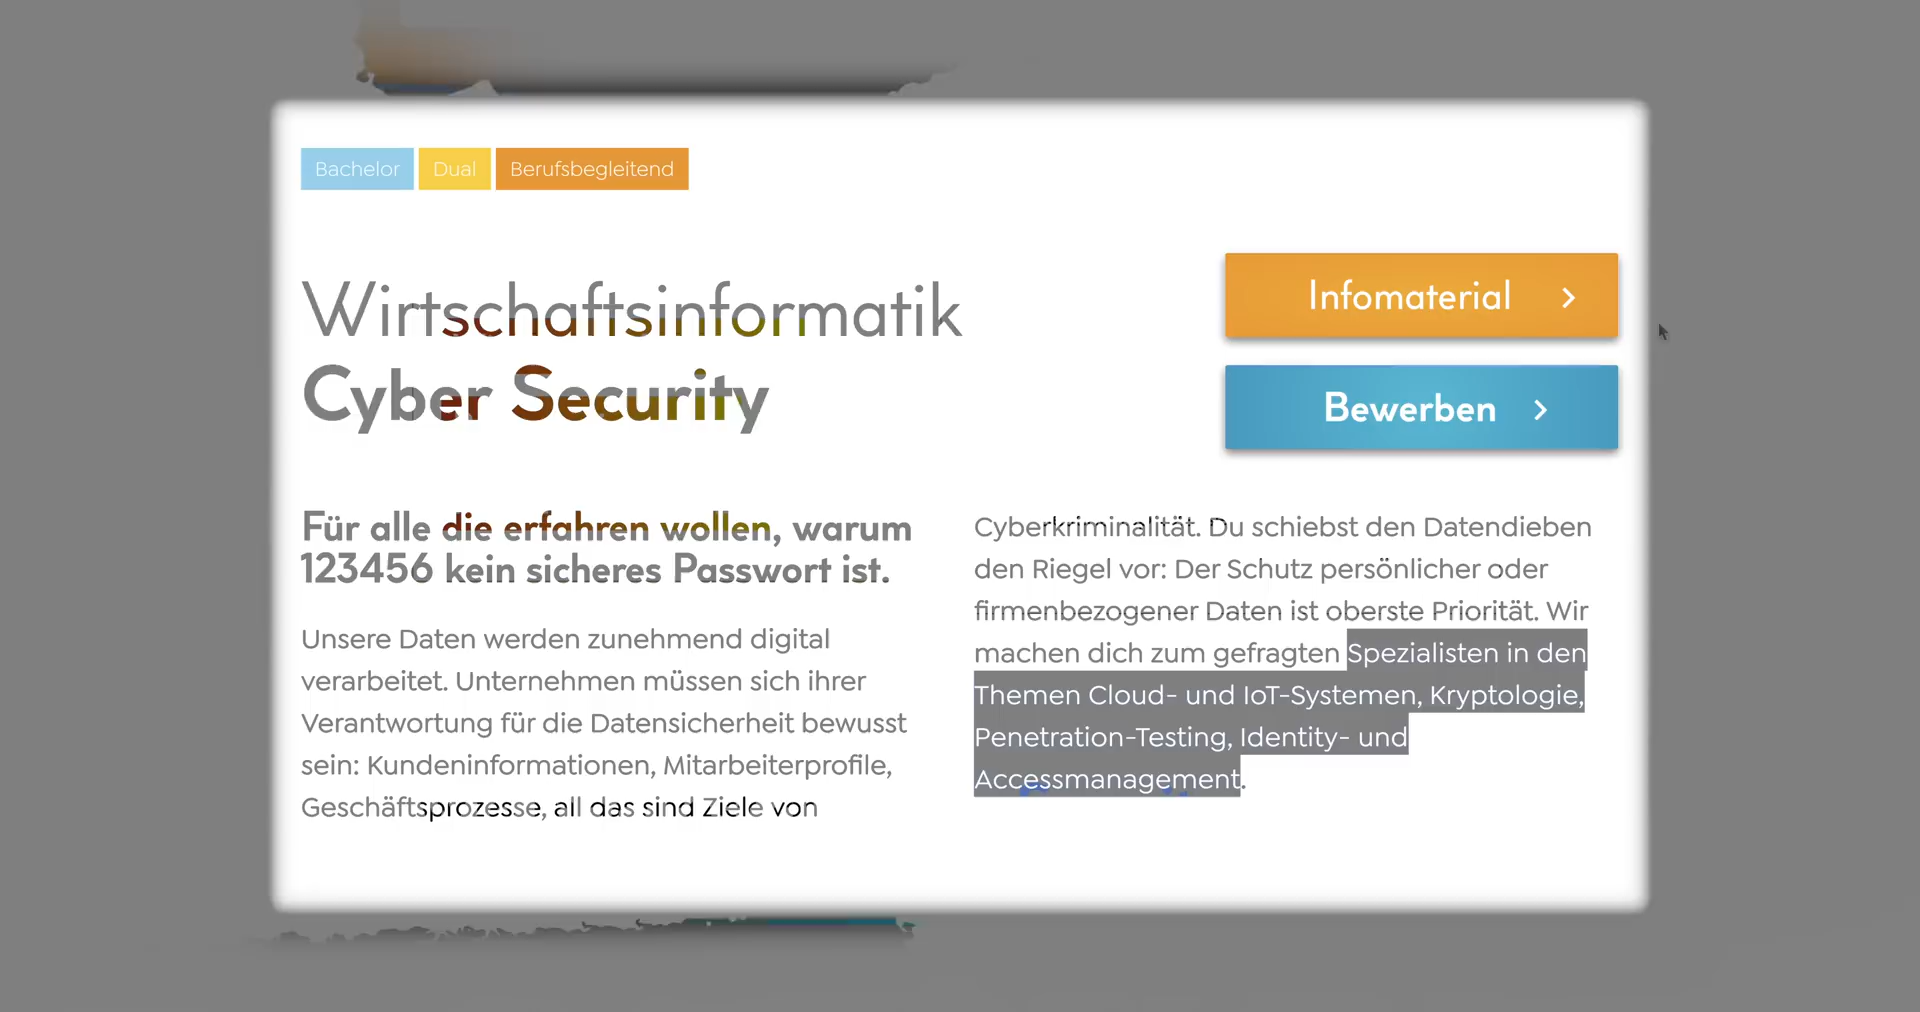 Bachelor Dual Berufsbegleitend
Wirtschaftsinformatik
Cyber Security
Infomaterial
Bewerben
Für alle die erfahren wollen, warum
123456 kein sicheres Passwort ist.
Unsere Daten werden zunehmend digital
verarbeitet. Unternehmen müssen sich ihrer
Verantwortung für die Datensicherheit bewusst
sein: Kundeninformationen, Mitarbeiterprofile,
Geschäftsprozesse, all das sind Ziele von
Cyberkriminalität. Du schiebst den Datendieben
den Riegel vor: Der Schutz persönlicher oder
firmenbezogener Daten ist oberste Priorität. Wir
machen dich zum gefragten Spezialisten in den
Themen Cloud- und IoT-Systemen, Kryptologie,
Penetration-Testing, Identity- und
Accessmanagement.